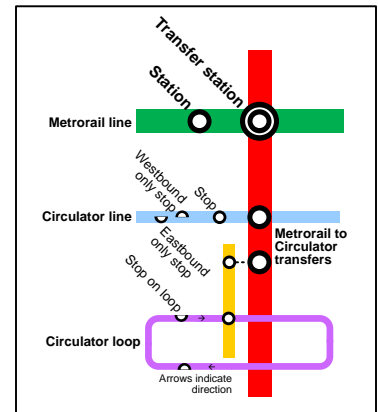 Transfer station
Station
Metrorail line
Westbound
only stop
Stop
Circulator line
Metrorail to
Circulator
transfers
Eastbound
only stop
Stop on loop
Circulator loop
Arrows indicate
direction